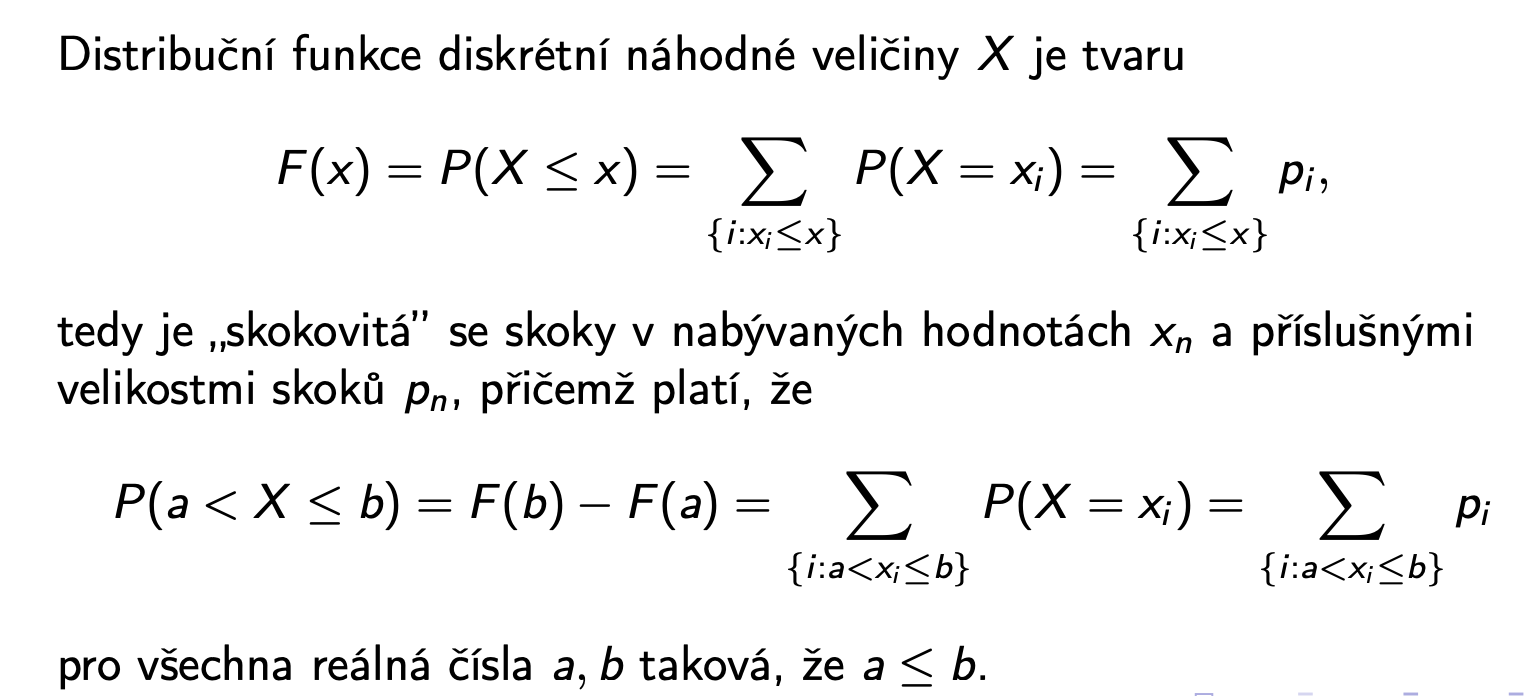 Distribuční funkce diskrétní náhodné veličiny X je tvaru
F(x) = P(X ≤ x) = ∑_{{i:x_i≤x}} P(X = x_i) = ∑_{{i:x_i≤x}} p_i,
tedy je „skokovitá” se skoky v nabývaných hodnotách x_n a příslušnými
velikostmi skoků p_n, přičemž platí, že
P(a < X ≤ b) = F(b) − F(a) = ∑_{{i:a<x_i≤b}} P(X = x_i) = ∑_{{i:a<x_i≤b}} p_i
pro všechna reálná čísla a, b taková, že a ≤ b.